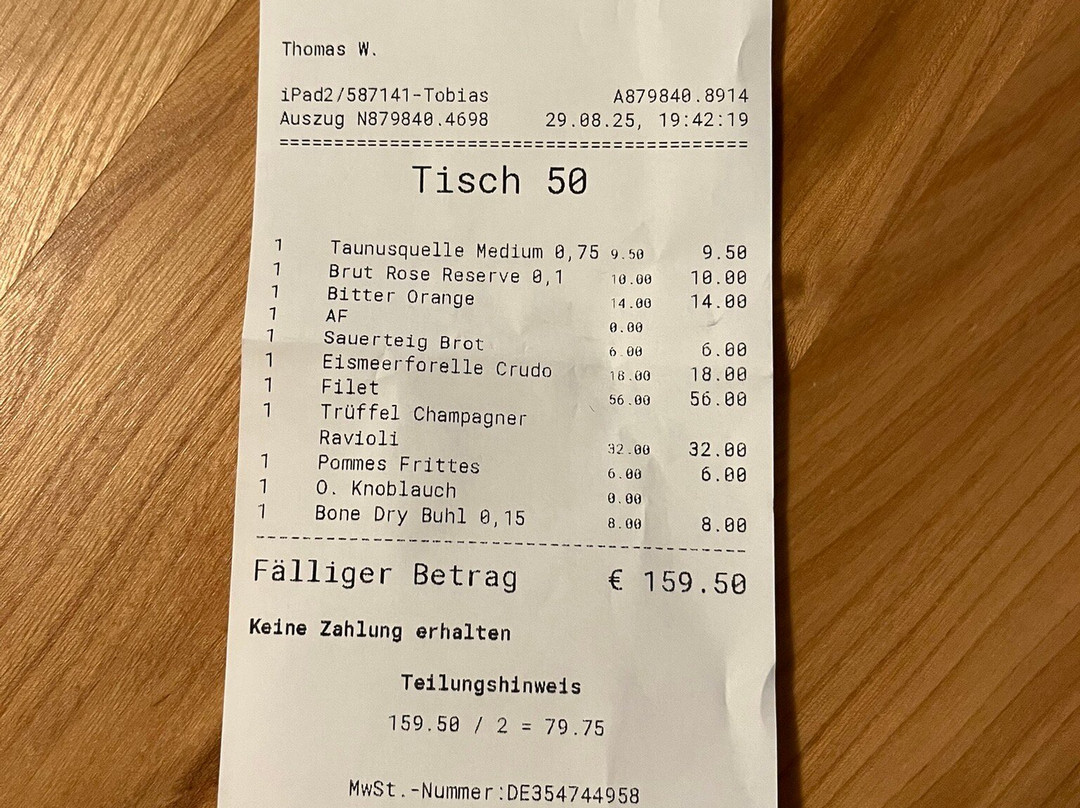 Thomas W.
iPad2/587141-Tobias A879840.8914
Auszug N879840.4698 29.08.25, 19:42:19
=========================================
Tisch 50
1 Taunusquelle Medium 0,75 9.50 9.50
1 Brut Rose Reserve 0,1 10.00 10.00
1 Bitter Orange 14.00 14.00
1 AF 0.00
1 Sauerteig Brot 6.00 6.00
1 Eismeerforelle Crudo 18.00 18.00
1 Filet 56.00 56.00
1 Trüffel Champagner
Ravioli 32.00 32.00
1 Pommes Frittes 6.00 6.00
1 O. Knoblauch 0.00
1 Bone Dry Buhl 0,15 8.00 8.00
-----------------------------------------
Fälliger Betrag € 159.50
Keine Zahlung erhalten
Teilungshinweis
159.50 / 2 = 79.75
MwSt.-Nummer:DE354744958